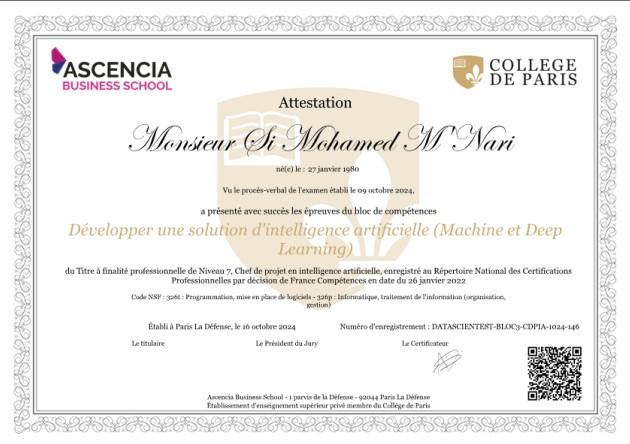 ASCENCIA
BUSINESS SCHOOL
COLLEGE
DE PARIS
Attestation
Monsieur Si Mohamed M'Nari
né(e) le : 27 janvier 1980
Vu le procès-verbal de l'examen établi le 09 octobre 2024,
a présenté avec succès les épreuves du bloc de compétences
Développer une solution d'intelligence artificielle (Machine et Deep
Learning)
du Titre à finalité professionnelle de Niveau 7, Chef de projet en intelligence artificielle, enregistré au Répertoire National des Certifications
Professionnelles par décision de France Compétences en date du 26 janvier 2022
Code NSF : 326t : Programmation, mise en place de logiciels - 326p : Informatique, traitement de l'information (organisation,
gestion)
Établi à Paris La Défense, le 16 octobre 2024
Numéro d'enregistrement : DATASCIENTEST-BLOC3-CDPIA-1024-146
Le titulaire
Le Président du Jury
Le Certificateur
Ascencia Business School - 1 parvis de la Défense - 92044 Paris La Défense
Établissement d'enseignement supérieur privé membre du Collège de Paris